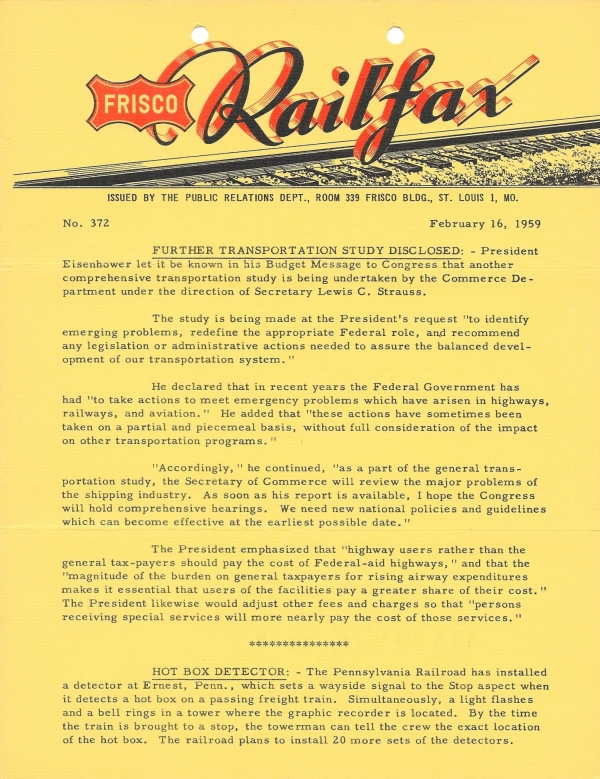 FRISCO
Railfax
ISSUED BY THE PUBLIC RELATIONS DEPT., ROOM 339 FRISCO BLDG., ST. LOUIS 1, MO.
No. 372 February 16, 1959
FURTHER TRANSPORTATION STUDY DISCLOSED: - President
Eisenhower let it be known in his Budget Message to Congress that another
comprehensive transportation study is being undertaken by the Commerce De-
partment under the direction of Secretary Lewis C. Strauss.
The study is being made at the President's request "to identify
emerging problems, redefine the appropriate Federal role, and recommend
any legislation or administrative actions needed to assure the balanced devel-
opment of our transportation system."
He declared that in recent years the Federal Government has
had "to take actions to meet emergency problems which have arisen in highways,
railways, and aviation." He added that "these actions have sometimes been
taken on a partial and piecemeal basis, without full consideration of the impact
on other transportation programs."
"Accordingly," he continued, "as a part of the general trans-
portation study, the Secretary of Commerce will review the major problems of
the shipping industry. As soon as his report is available, I hope the Congress
will hold comprehensive hearings. We need new national policies and guidelines
which can become effective at the earliest possible date."
The President emphasized that "highway users rather than the
general tax-payers should pay the cost of Federal-aid highways," and that the
"magnitude of the burden on general taxpayers for rising airway expenditures
makes it essential that users of the facilities pay a greater share of their cost."
The President likewise would adjust other fees and charges so that "persons
receiving special services will more nearly pay the cost of those services."
***************
HOT BOX DETECTOR: - The Pennsylvania Railroad has installed
a detector at Ernest, Penn., which sets a wayside signal to the Stop aspect when
it detects a hot box on a passing freight train. Simultaneously, a light flashes
and a bell rings in a tower where the graphic recorder is located. By the time
the train is brought to a stop, the towerman can tell the crew the exact location
of the hot box. The railroad plans to install 20 more sets of the detectors.